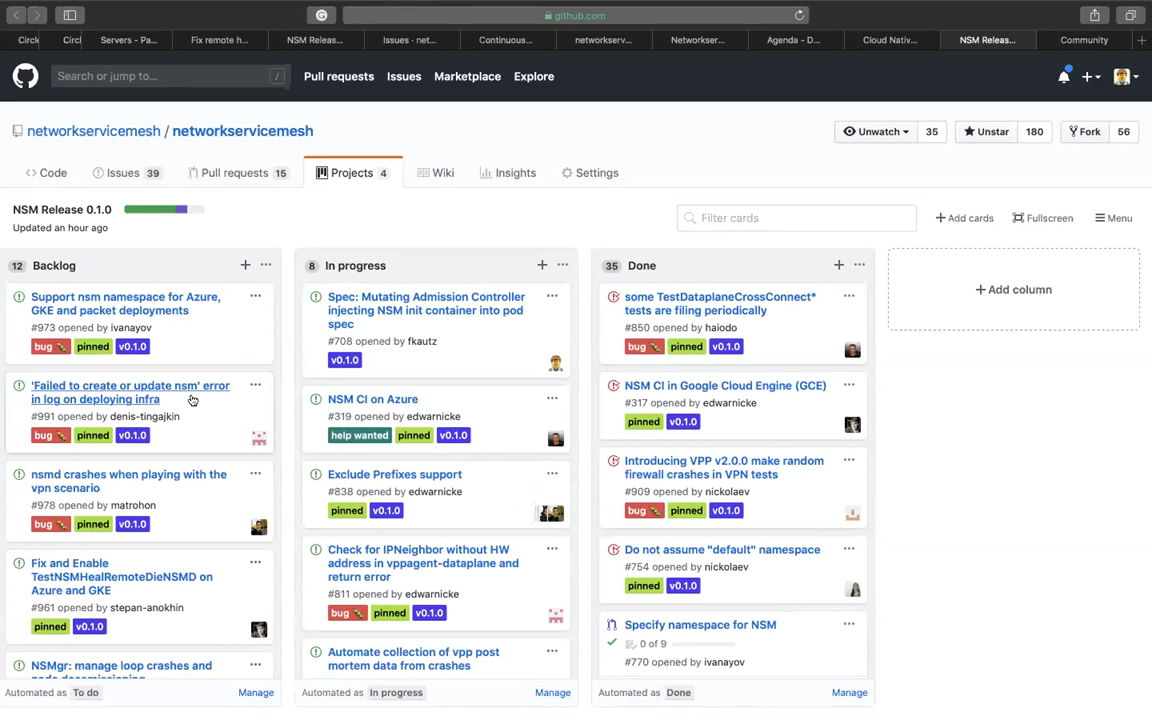 github.com
Circle
Circl
Servers - Pa...
Fix remote h...
NSM Releas...
Issues · net...
Continuous...
networkserv...
Networkser...
Agenda – D...
Cloud Nativ...
NSM Releas...
Community
Search or jump to...
/
Pull requests
Issues
Marketplace
Explore
networkservicemesh / networkservicemesh
Unwatch 35
Unstar 180
Fork 56
Code
Issues 39
Pull requests 15
Projects 4
Wiki
Insights
Settings
NSM Release 0.1.0
Updated an hour ago
Filter cards
Add cards
Fullscreen
Menu
12 Backlog
Support nsm namespace for Azure,
GKE and packet deployments
#973 opened by ivanayov
bug pinned v0.1.0
'Failed to create or update nsm' error
in log on deploying infra
#991 opened by denis-tingajkin
bug pinned v0.1.0
nsmd crashes when playing with the
vpn scenario
#978 opened by matrohon
bug pinned v0.1.0
Fix and Enable
TestNSMHealRemoteDieNSMD on
Azure and GKE
#961 opened by stepan-anokhin
pinned v0.1.0
NSMgr: manage loop crashes and
Automated as To do
Manage
8 In progress
Spec: Mutating Admission Controller
injecting NSM init container into pod
spec
#708 opened by fkautz
v0.1.0
NSM CI on Azure
#319 opened by edwarnicke
help wanted pinned v0.1.0
Exclude Prefixes support
#838 opened by edwarnicke
pinned v0.1.0
Check for IPNeighbor without HW
address in vppagent-dataplane and
return error
#811 opened by edwarnicke
bug pinned v0.1.0
Automate collection of vpp post
mortem data from crashes
Automated as In progress
Manage
35 Done
some TestDataplaneCrossConnect*
tests are filing periodically
#850 opened by haiodo
bug pinned v0.1.0
NSM CI in Google Cloud Engine (GCE)
#317 opened by edwarnicke
pinned v0.1.0
Introducing VPP v2.0.0 make random
firewall crashes in VPN tests
#909 opened by nickolaev
bug pinned v0.1.0
Do not assume "default" namespace
#754 opened by nickolaev
pinned v0.1.0
Specify namespace for NSM
0 of 9
#770 opened by ivanayov
Automated as Done
Manage
Add column